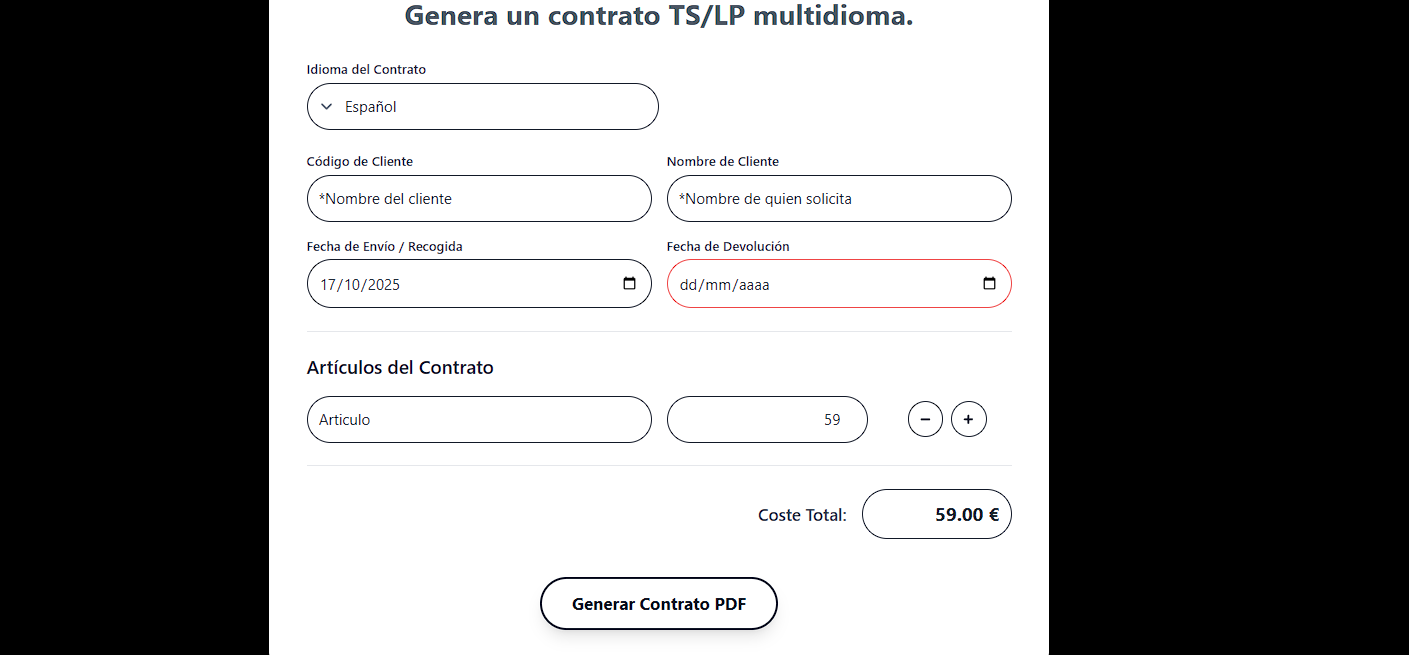 Genera un contrato TS/LP multidioma.
Idioma del Contrato
Español
Código de Cliente
Nombre de Cliente
*Nombre del cliente
*Nombre de quien solicita
Fecha de Envío / Recogida
Fecha de Devolución
17/10/2025
dd/mm/aaaa
Artículos del Contrato
Articulo
59
− +
Coste Total:
59.00 €
Generar Contrato PDF